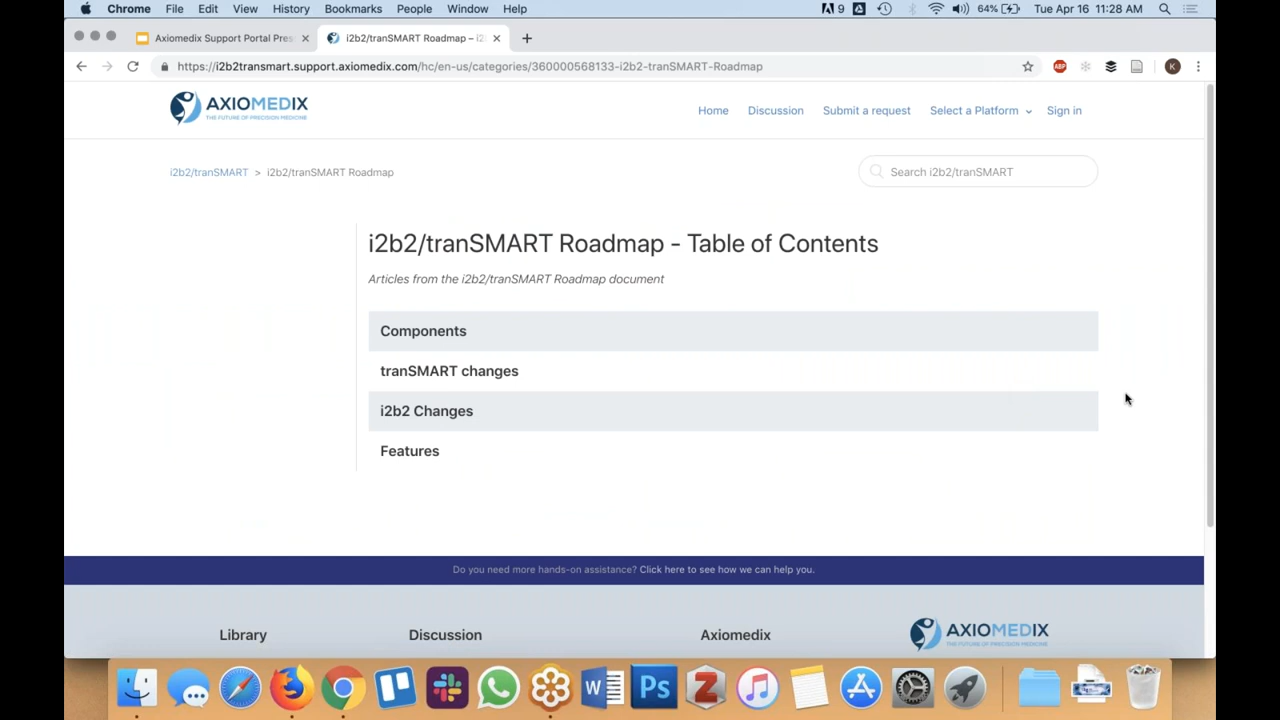 Chrome File Edit View History Bookmarks People Window Help 9 64% Tue Apr 16 11:28 AM
Axiomedix Support Portal Pres i2b2/tranSMART Roadmap – i2
https://i2b2transmart.support.axiomedix.com/hc/en-us/categories/360000568133-i2b2-tranSMART-Roadmap ABP K
AXIOMEDIX
THE FUTURE OF PRECISION MEDICINE
Home Discussion Submit a request Select a Platform Sign in
i2b2/tranSMART > i2b2/tranSMART Roadmap Search i2b2/tranSMART
i2b2/tranSMART Roadmap - Table of Contents
Articles from the i2b2/tranSMART Roadmap document
Components
tranSMART changes
i2b2 Changes
Features
Do you need more hands-on assistance? Click here to see how we can help you.
Library Discussion Axiomedix AXIOMEDIX
W Ps Z